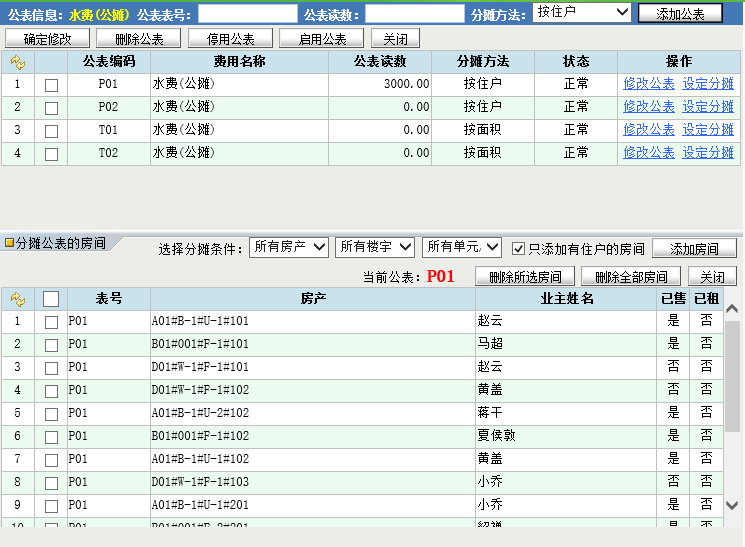 公表信息: 水费(公摊) 公表表号: 公表读数: 分摊方法: 按住户 添加公表
确定修改 删除公表 停用公表 启用公表 关闭
公表编码 费用名称 公表读数 分摊方法 状态 操作
1 P01 水费(公摊) 3000.00 按住户 正常 修改公表 设定分摊
2 P02 水费(公摊) 0.00 按住户 正常 修改公表 设定分摊
3 T01 水费(公摊) 0.00 按面积 正常 修改公表 设定分摊
4 T02 水费(公摊) 0.00 按面积 正常 修改公表 设定分摊
分摊公表的房间 选择分摊条件: 所有房产 所有楼宇 所有单元 只添加有住户的房间 添加房间
当前公表: P01 删除所选房间 删除全部房间 关闭
表号 房产 业主姓名 已售 已租
1 P01 A01#B-1#U-1#101 赵云 是 否
2 P01 B01#001#F-1#101 马超 是 否
3 P01 D01#W-1#F-1#101 赵云 否 否
4 P01 D01#W-1#F-1#102 黄盖 否 否
5 P01 A01#B-1#U-2#102 蒋干 是 否
6 P01 B01#001#F-1#102 夏侯敦 是 否
7 P01 A01#B-1#U-1#102 黄盖 是 否
8 P01 D01#W-1#F-1#103 小乔 否 否
9 P01 A01#B-1#U-1#201 小乔 是 否
10 P01 B01#001#F-2#201 是 否